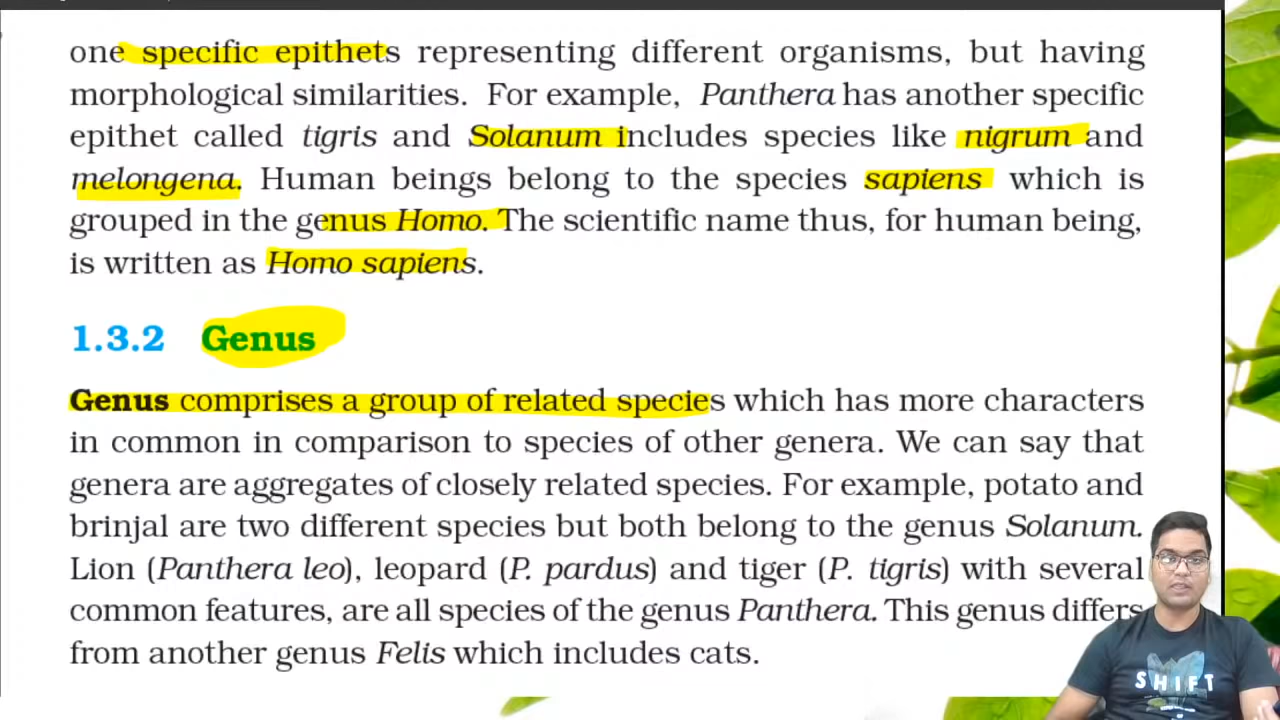 one specific epithets representing different organisms, but having
morphological similarities. For example, Panthera has another specific
epithet called tigris and Solanum includes species like nigrum and
melongena. Human beings belong to the species sapiens which is
grouped in the genus Homo. The scientific name thus, for human being,
is written as Homo sapiens.
1.3.2 Genus
Genus comprises a group of related species which has more characters
in common in comparison to species of other genera. We can say that
genera are aggregates of closely related species. For example, potato and
brinjal are two different species but both belong to the genus Solanum.
Lion (Panthera leo), leopard (P. pardus) and tiger (P. tigris) with several
common features, are all species of the genus Panthera. This genus differs
from another genus Felis which includes cats.
SHIFT